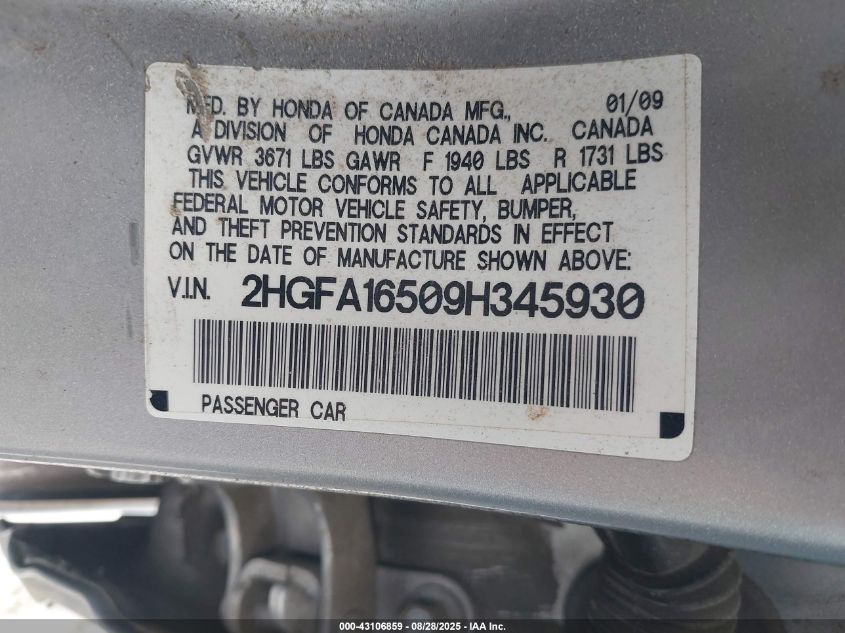 MFD. BY HONDA OF CANADA MFG., 01/09
A DIVISION OF HONDA CANADA INC. CANADA
GVWR 3671 LBS GAWR F 1940 LBS R 1731 LBS
THIS VEHICLE CONFORMS TO ALL APPLICABLE
FEDERAL MOTOR VEHICLE SAFETY, BUMPER,
AND THEFT PREVENTION STANDARDS IN EFFECT
ON THE DATE OF MANUFACTURE SHOWN ABOVE:
V.I.N. 2HGFA16509H345930
PASSENGER CAR
000-43106859 - 08/28/2025 - IAA Inc.